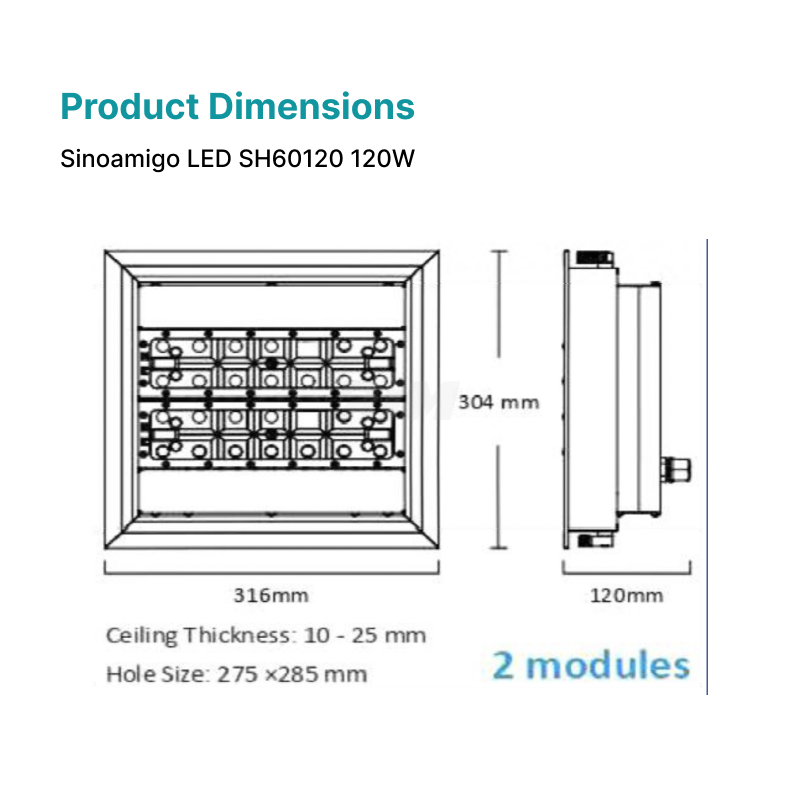 Product Dimensions
Sinoamigo LED SH60120 120W
304 mm
316mm
120mm
Ceiling Thickness: 10 - 25 mm
Hole Size: 275 ×285 mm
2 modules